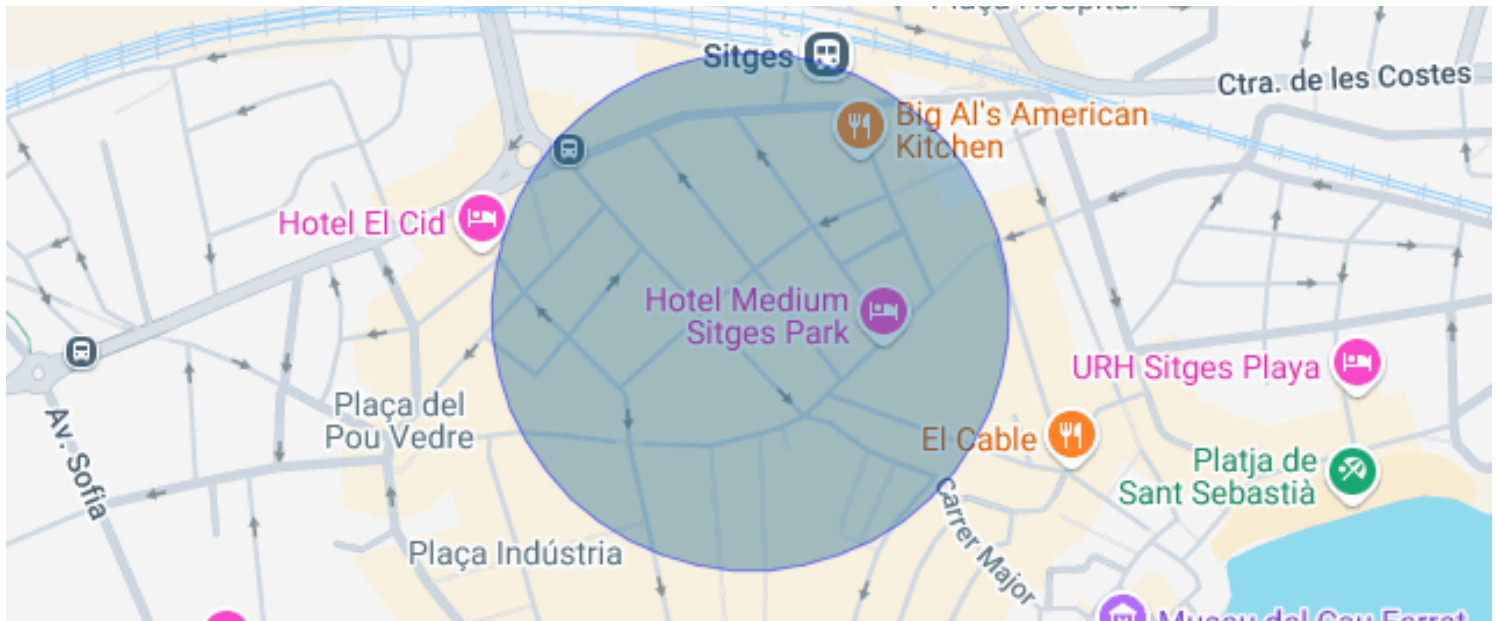 Sitges
Ctra. de les Costes
Big Al's American
Kitchen
Hotel El Cid
Hotel Medium
Sitges Park
URH Sitges Playa
Plaça del
Pou Vedre
El Cable
Av. Sofia
Platja de
Sant Sebastià
Carrer Major
Plaça Indústria